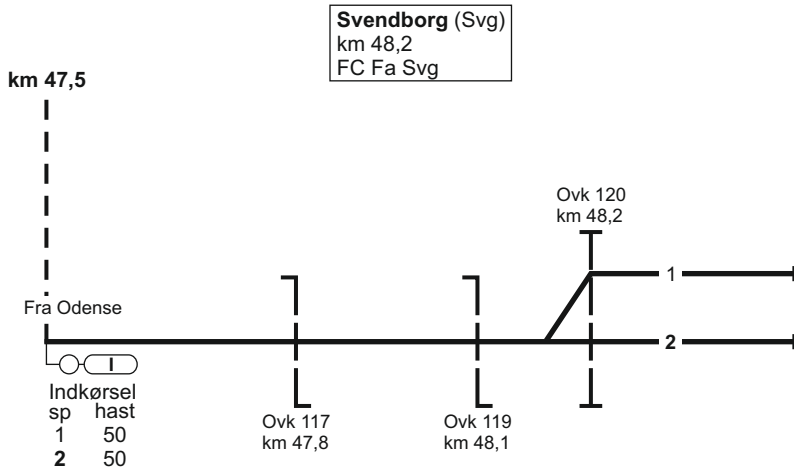 Svendborg (Svg)
km 48,2
FC Fa Svg
km 47,5
Ovk 120
km 48,2
1
Fra Odense
2
I
Indkørsel
sp hast
1 50
2 50
Ovk 117
km 47,8
Ovk 119
km 48,1